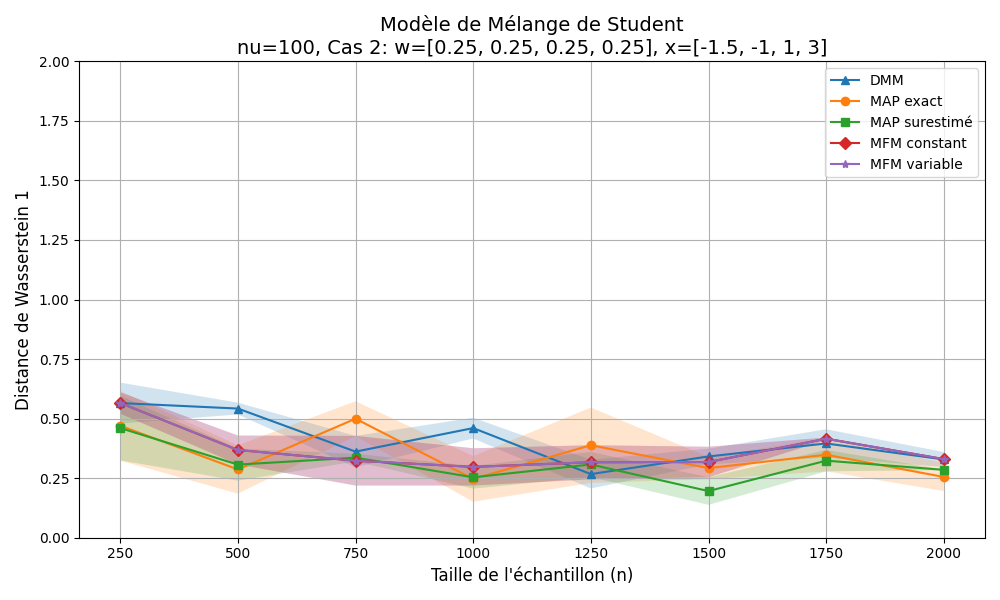 Modèle de Mélange de Student
nu=100, Cas 2: w=[0.25, 0.25, 0.25, 0.25], x=[-1.5, -1, 1, 3]
DMM
MAP exact
MAP surestimé
MFM constant
MFM variable
Distance de Wasserstein 1
2.00
1.75
1.50
1.25
1.00
0.75
0.50
0.25
0.00
250 500 750 1000 1250 1500 1750 2000
Taille de l'échantillon (n)